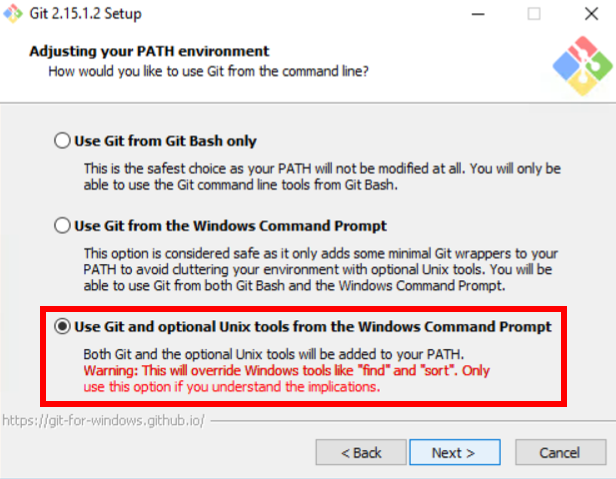 Git 2.15.1.2 Setup
Adjusting your PATH environment
How would you like to use Git from the command line?
Use Git from Git Bash only
This is the safest choice as your PATH will not be modified at all. You will only be
able to use the Git command line tools from Git Bash.
Use Git from the Windows Command Prompt
This option is considered safe as it only adds some minimal Git wrappers to your
PATH to avoid cluttering your environment with optional Unix tools. You will be
able to use Git from both Git Bash and the Windows Command Prompt.
Use Git and optional Unix tools from the Windows Command Prompt
Both Git and the optional Unix tools will be added to your PATH.
Warning: This will override Windows tools like "find" and "sort". Only
use this option if you understand the implications.
https://git-for-windows.github.io/
< Back
Next >
Cancel